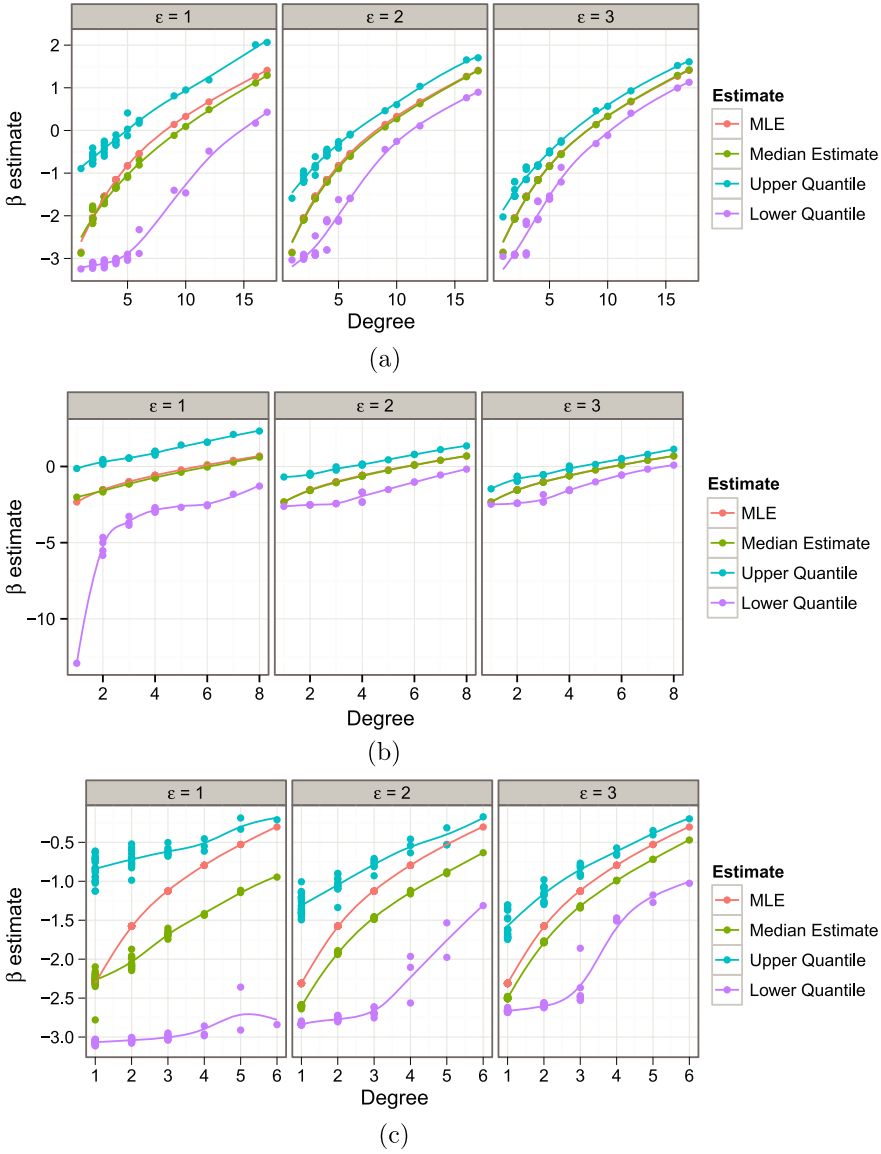 ε = 1
ε = 2
ε = 3
2
1
0
−1
−2
−3
β estimate
5
10
15
5
10
15
5
10
15
Degree
Estimate
MLE
Median Estimate
Upper Quantile
Lower Quantile
(a)
ε = 1
ε = 2
ε = 3
0
−5
−10
β estimate
2
4
6
8
2
4
6
8
2
4
6
8
Degree
Estimate
MLE
Median Estimate
Upper Quantile
Lower Quantile
(b)
ε = 1
ε = 2
ε = 3
−0.5
−1.0
−1.5
−2.0
−2.5
−3.0
β estimate
1
2
3
4
5
6
1
2
3
4
5
6
1
2
3
4
5
6
Degree
Estimate
MLE
Median Estimate
Upper Quantile
Lower Quantile
(c)